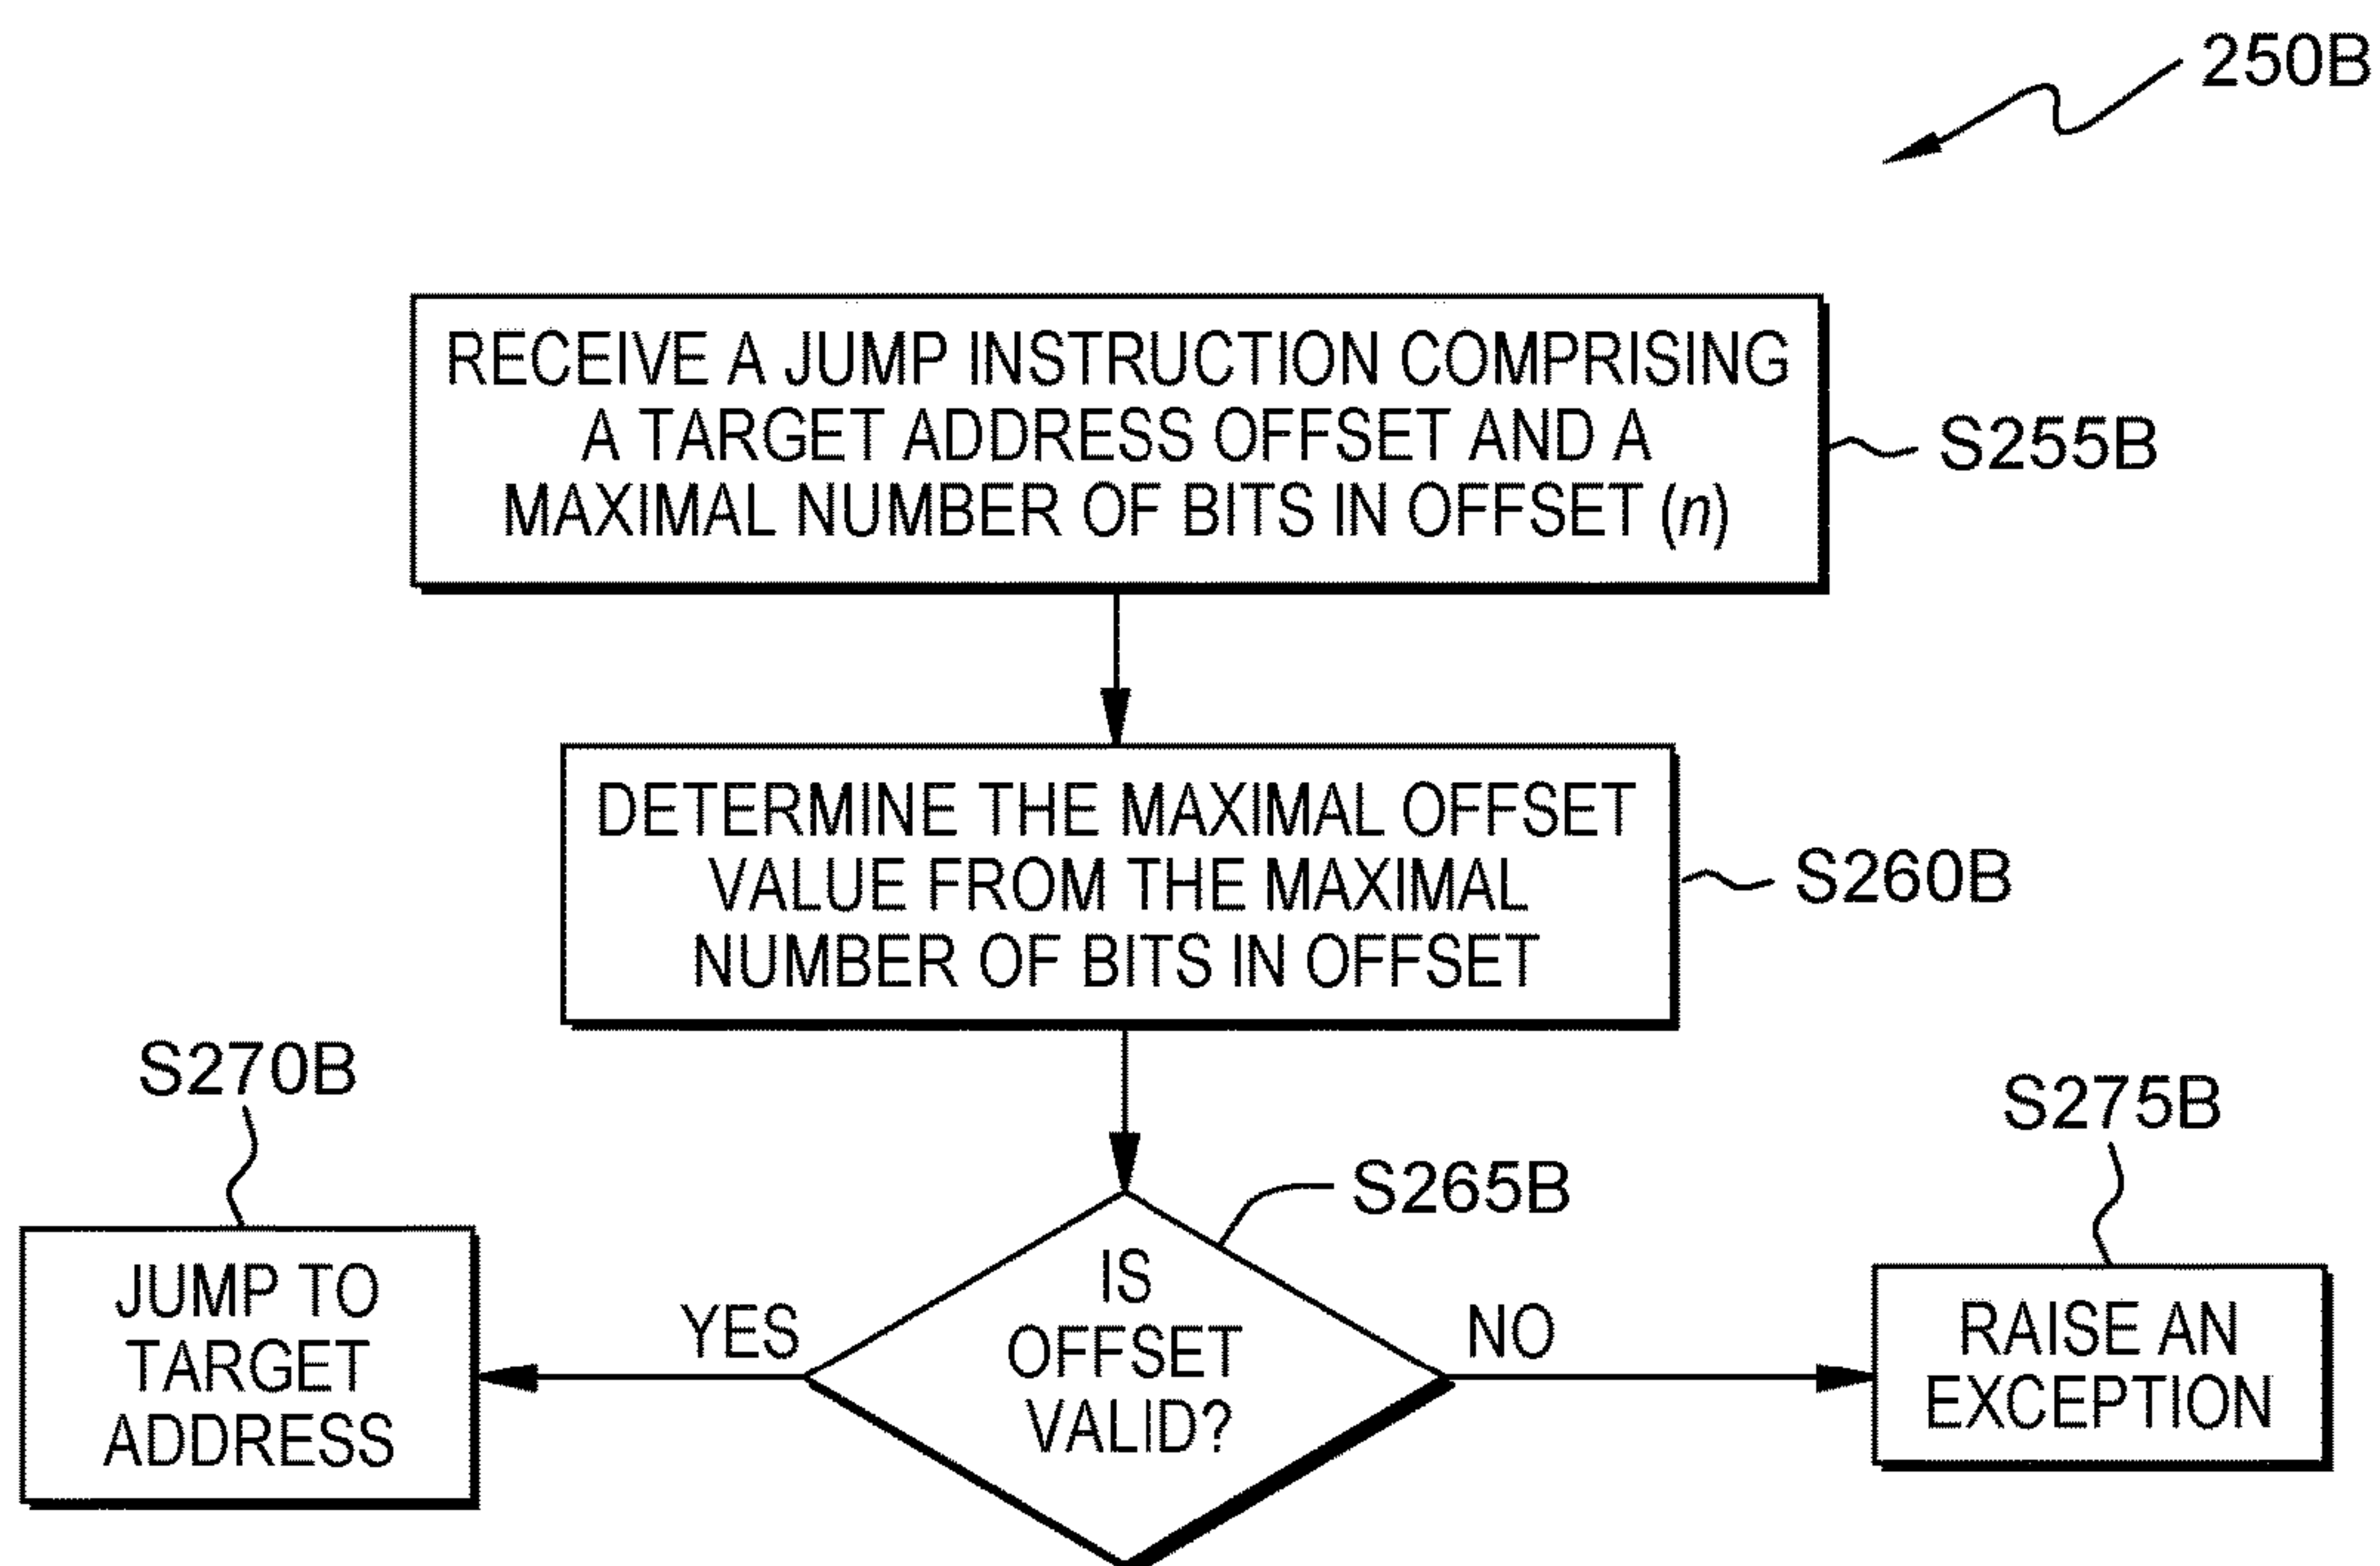 250B
RECEIVE A JUMP INSTRUCTION COMPRISING
A TARGET ADDRESS OFFSET AND A
MAXIMAL NUMBER OF BITS IN OFFSET (n)
S255B
DETERMINE THE MAXIMAL OFFSET
VALUE FROM THE MAXIMAL
NUMBER OF BITS IN OFFSET
S260B
S265B
IS
OFFSET
VALID?
YES
S270B
JUMP TO
TARGET
ADDRESS
NO
S275B
RAISE AN
EXCEPTION